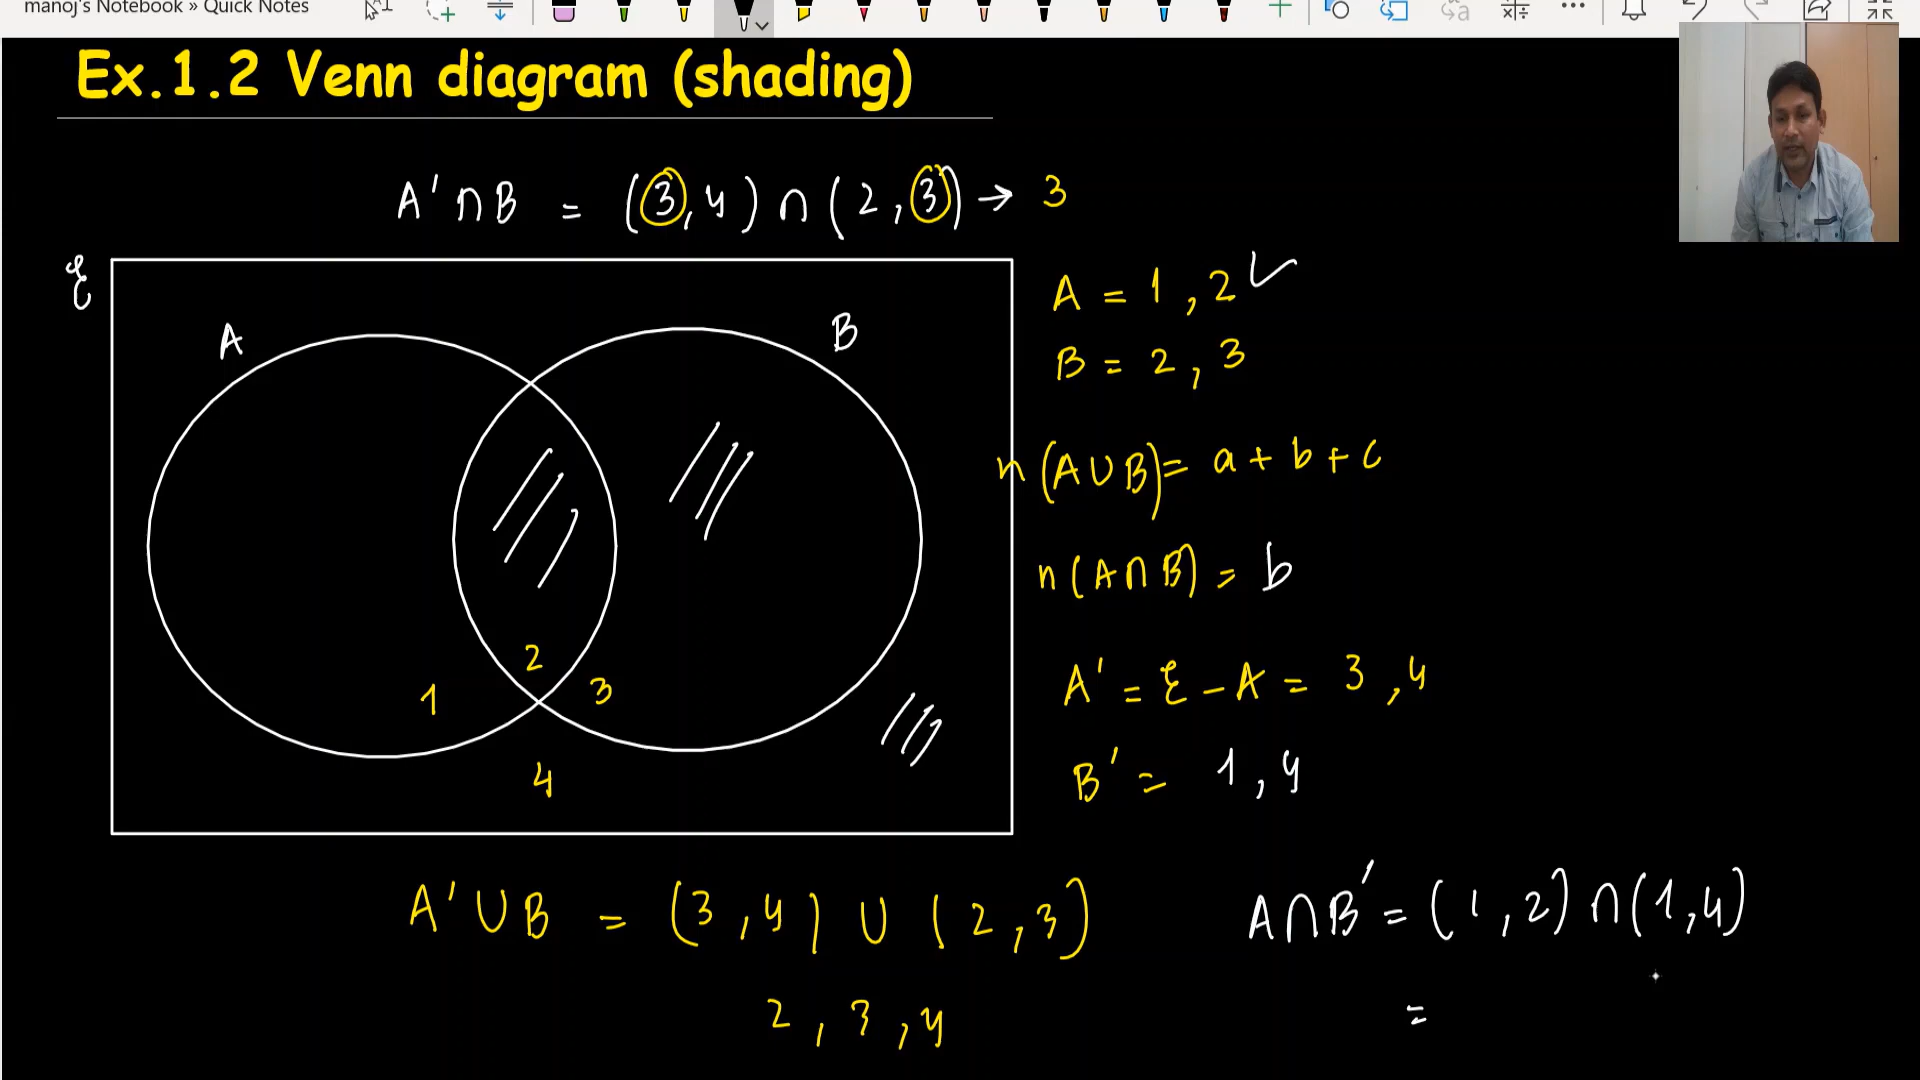 manoj's Notebook » Quick Notes
Ex.1.2 Venn diagram (shading)
A' ∩ B = (3, 4) ∩ (2, 3) → 3
ξ
A
B
1
2
3
4
A = 1, 2 ✓
B = 2, 3
n(A ∪ B) = a + b + c
n(A ∩ B) = b
A' = ξ - A = 3, 4
B' = 1, 4
A' ∪ B = (3, 4) ∪ (2, 3)
2, 3, 4
A ∩ B' = (1, 2) ∩ (1, 4)
=